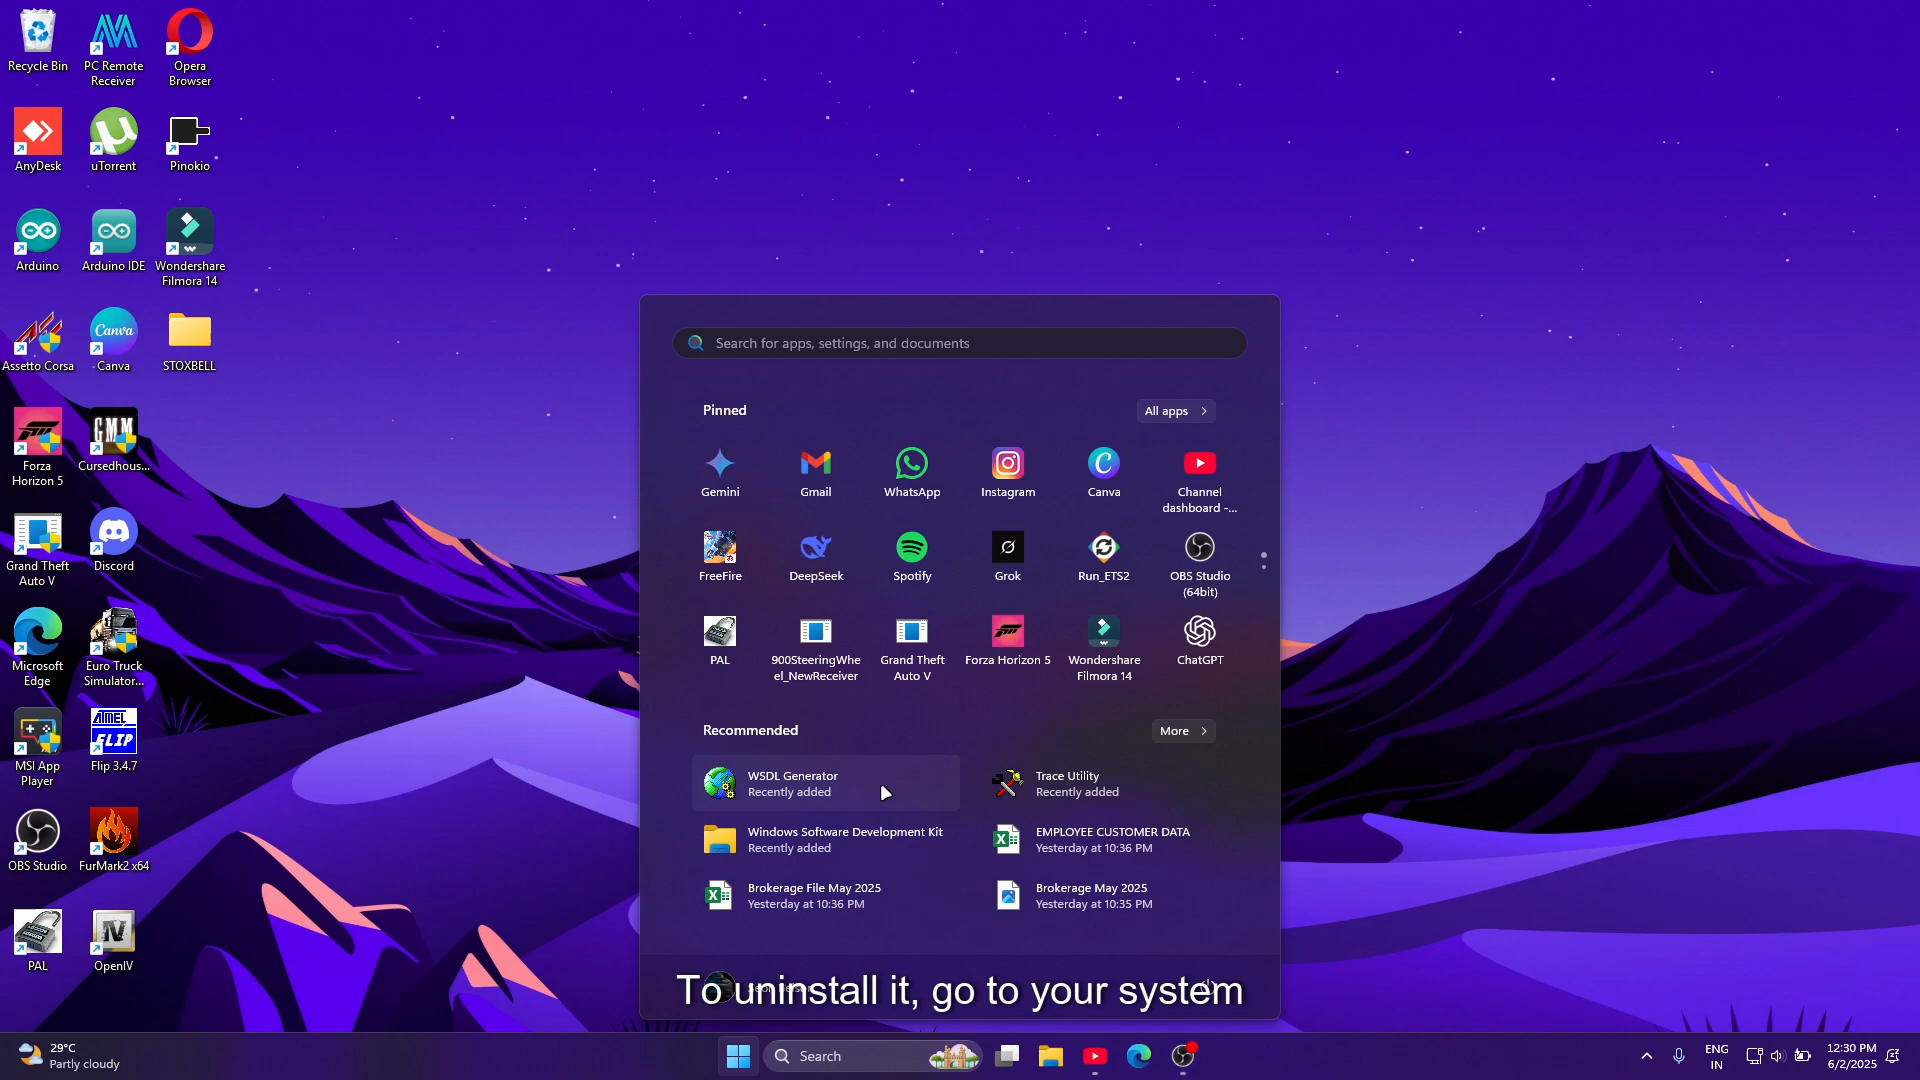 Recycle Bin
PC Remote
Receiver
Opera
Browser
AnyDesk
uTorrent
Pinokio
Arduino
Arduino IDE
Wondershare
Filmora 14
Assetto Corsa
Canva
Canva
STOXBELL
GMM
Forza
Horizon 5
Cursedhous...
Grand Theft
Auto V
Discord
Microsoft
Edge
Euro Truck
Simulator...
ATMEL
FLIP
MSI App
Player
Flip 3.4.7
OBS Studio
FurMark2 x64
PAL
OpenIV
Search for apps, settings, and documents
Pinned
All apps
Gemini
Gmail
WhatsApp
Instagram
Canva
Channel
dashboard -...
FreeFire
DeepSeek
Spotify
Grok
Run_ETS2
OBS Studio
(64bit)
PAL
900SteeringWhe
el_NewReceiver
Grand Theft
Auto V
Forza Horizon 5
Wondershare
Filmora 14
ChatGPT
Recommended
More
WSDL Generator
Recently added
Trace Utility
Recently added
Windows Software Development Kit
Recently added
EMPLOYEE CUSTOMER DATA
Yesterday at 10:36 PM
Brokerage File May 2025
Yesterday at 10:36 PM
Brokerage May 2025
Yesterday at 10:35 PM
To uninstall it, go to your system
29°C
Partly cloudy
Search
ENG
IN
12:30 PM
6/2/2025